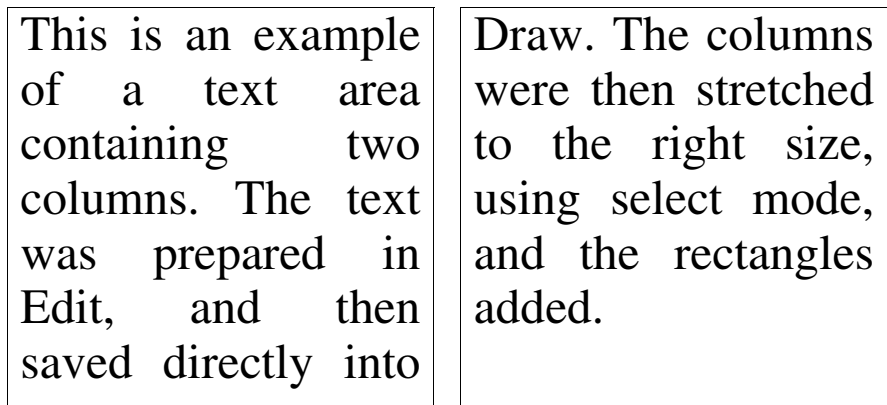 This is an example
of a text area
containing two
columns. The text
was prepared in
Edit, and then
saved directly into
Draw. The columns
were then stretched
to the right size,
using select mode,
and the rectangles
added.